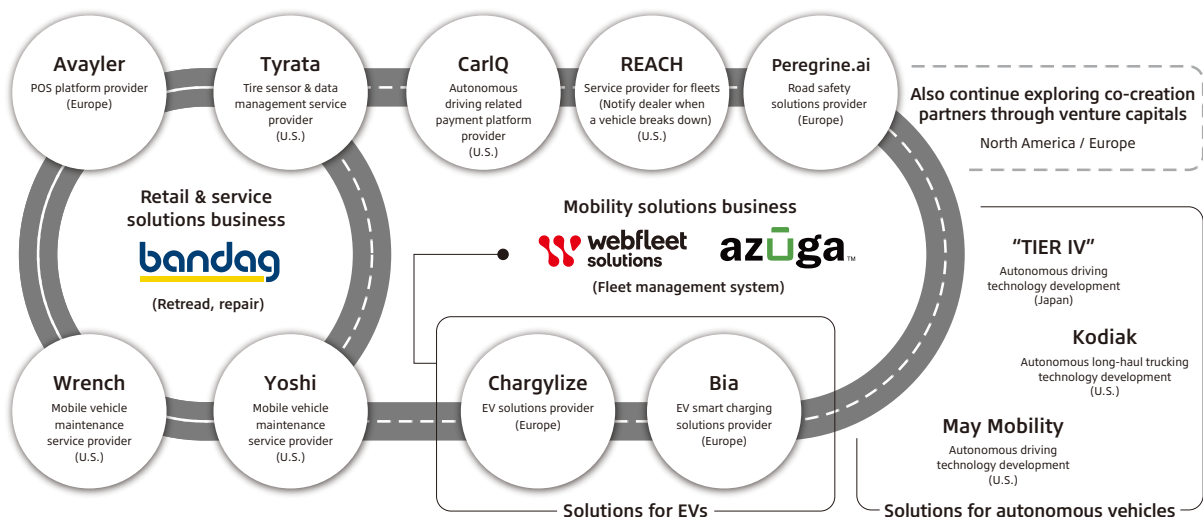 Avayler
POS platform provider
(Europe)
Tyrata
Tire sensor & data
management service
provider
(U.S.)
CarlQ
Autonomous
driving related
payment platform
provider
(U.S.)
REACH
Service provider for fleets
(Notify dealer when
a vehicle breaks down)
(U.S.)
Peregrine.ai
Road safety
solutions provider
(Europe)
Also continue exploring co-creation
partners through venture capitals
North America / Europe
Retail & service
solutions business
bandag
(Retread, repair)
Mobility solutions business
webfleet
solutions
azūga™
(Fleet management system)
“TIER IV”
Autonomous driving
technology development
(Japan)
Kodiak
Autonomous long-haul trucking
technology development
(U.S.)
May Mobility
Autonomous driving
technology development
(U.S.)
Solutions for autonomous vehicles
Wrench
Mobile vehicle
maintenance
service provider
(U.S.)
Yoshi
Mobile vehicle
maintenance
service provider
(U.S.)
Chargylize
EV solutions provider
(Europe)
Bia
EV smart charging
solutions provider
(Europe)
Solutions for EVs